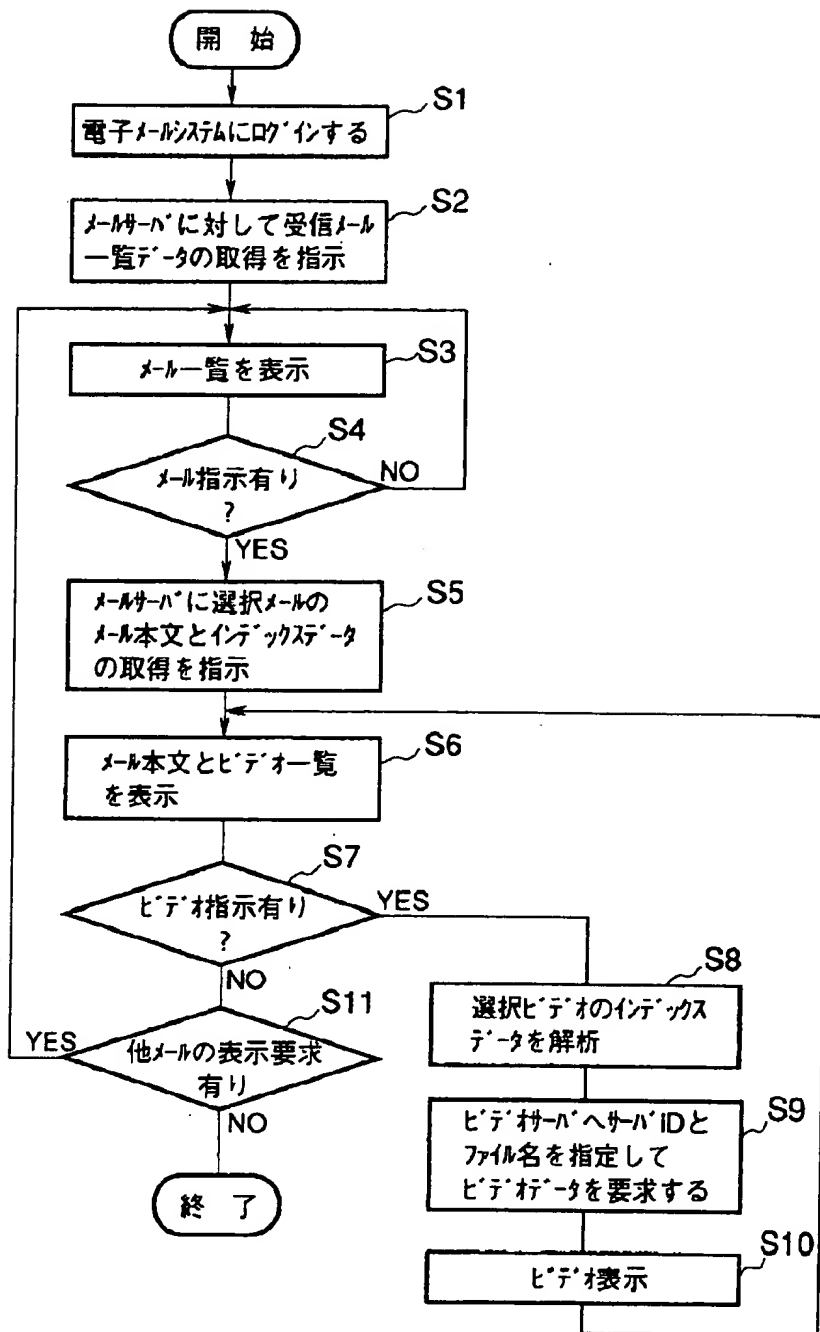 開 始
S1
電子ﾒｰﾙｼｽﾃﾑにﾛｸﾞｲﾝする
S2
ﾒｰﾙｻｰﾊﾞに対して受信ﾒｰﾙ
一覧ﾃﾞｰﾀの取得を指示
S3
ﾒｰﾙ一覧を表示
S4
ﾒｰﾙ指示有り
?
NO
YES
S5
ﾒｰﾙｻｰﾊﾞに選択ﾒｰﾙの
ﾒｰﾙ本文とｲﾝﾃﾞｯｸｽﾃﾞｰﾀ
の取得を指示
S6
ﾒｰﾙ本文とﾋﾞﾃﾞｵ一覧
を表示
S7
ﾋﾞﾃﾞｵ指示有り
?
YES
NO
S8
選択ﾋﾞﾃﾞｵのｲﾝﾃﾞｯｸｽ
ﾃﾞｰﾀを解析
S9
ﾋﾞﾃﾞｵｻｰﾊﾞへｻｰﾊﾞIDと
ﾌｧｲﾙ名を指定して
ﾋﾞﾃﾞｵﾃﾞｰﾀを要求する
S10
ﾋﾞﾃﾞｵ表示
S11
YES
他ﾒｰﾙの表示要求
有り
NO
終 了